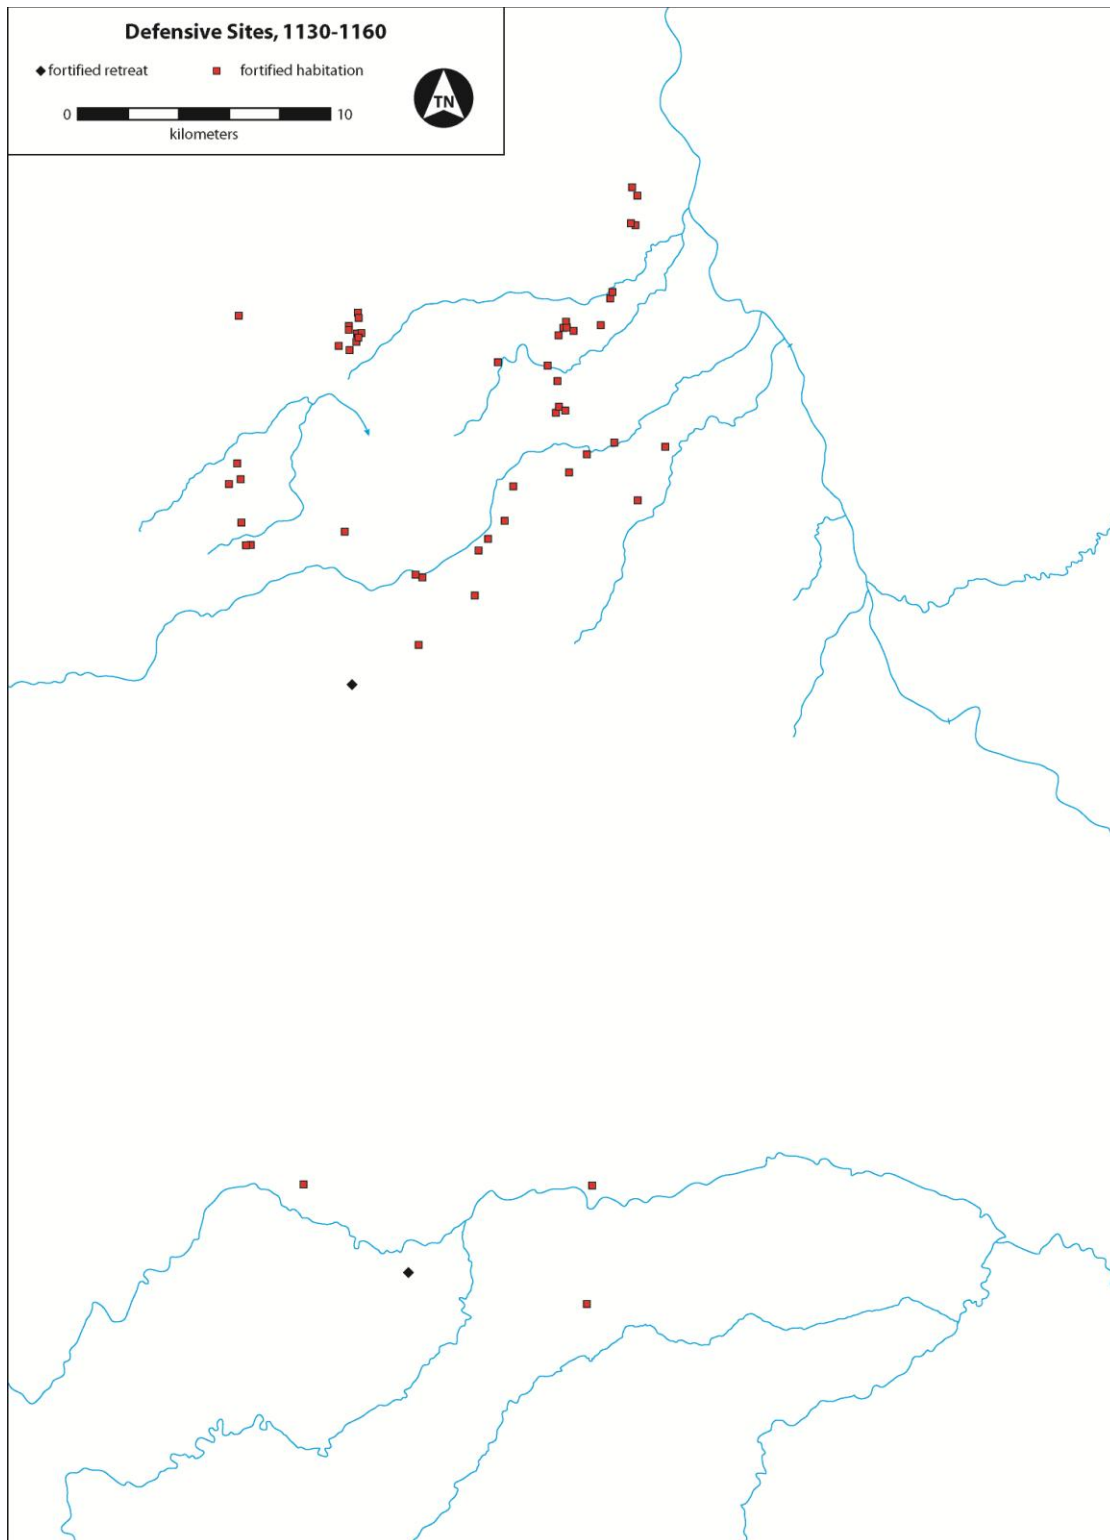 Defensive Sites, 1130-1160
fortified retreat fortified habitation
0 10
kilometers
TN